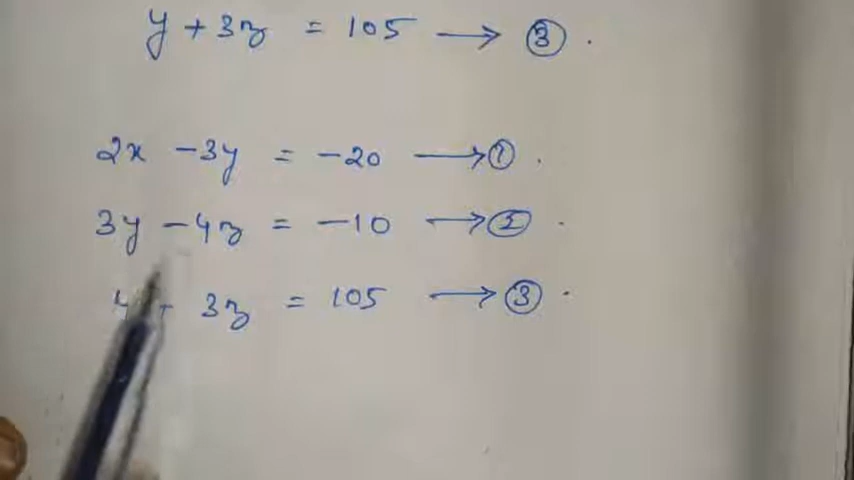 y + 3z = 105 → ③.
2x - 3y = -20 → ①.
3y - 4z = -10 → ②.
y + 3z = 105 → ③.